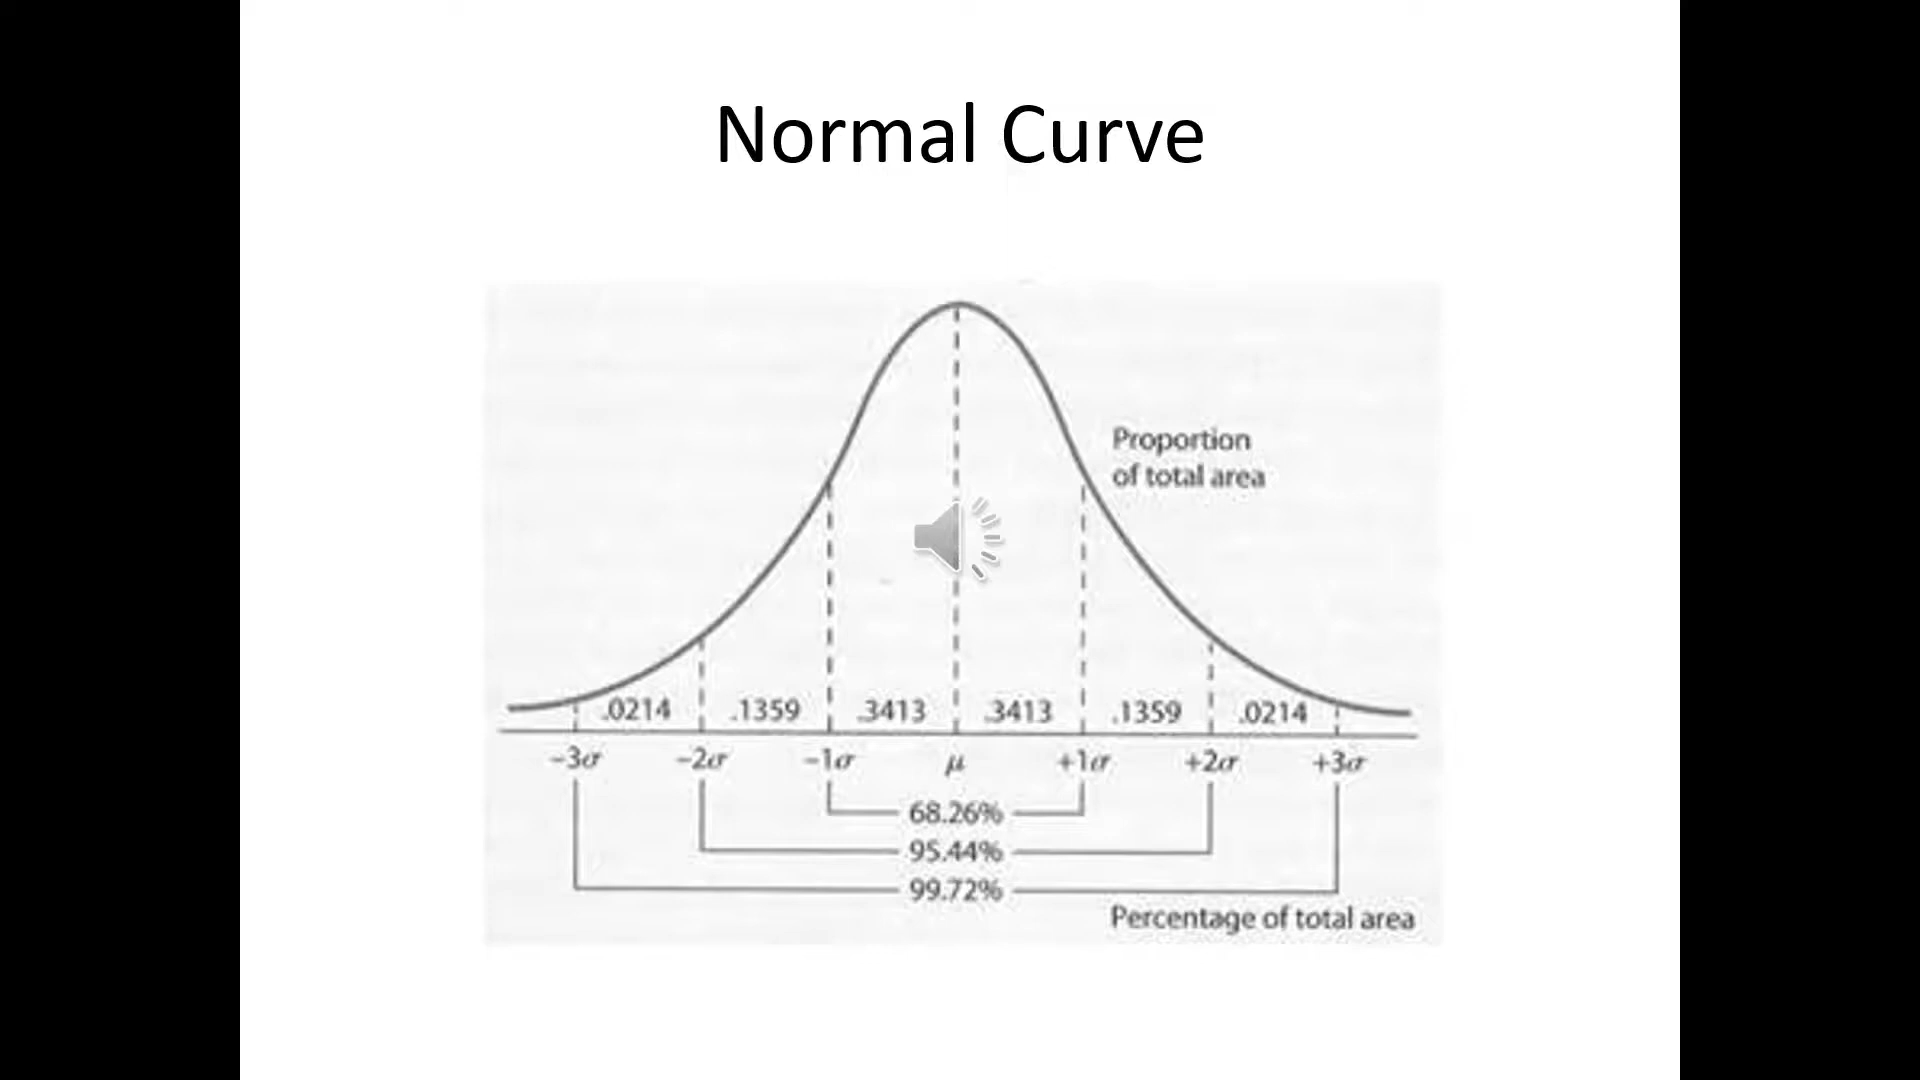 Normal Curve
Proportion
of total area
.0214 .1359 .3413 .3413 .1359 .0214
−3σ −2σ −1σ μ +1σ +2σ +3σ
68.26%
95.44%
99.72%
Percentage of total area